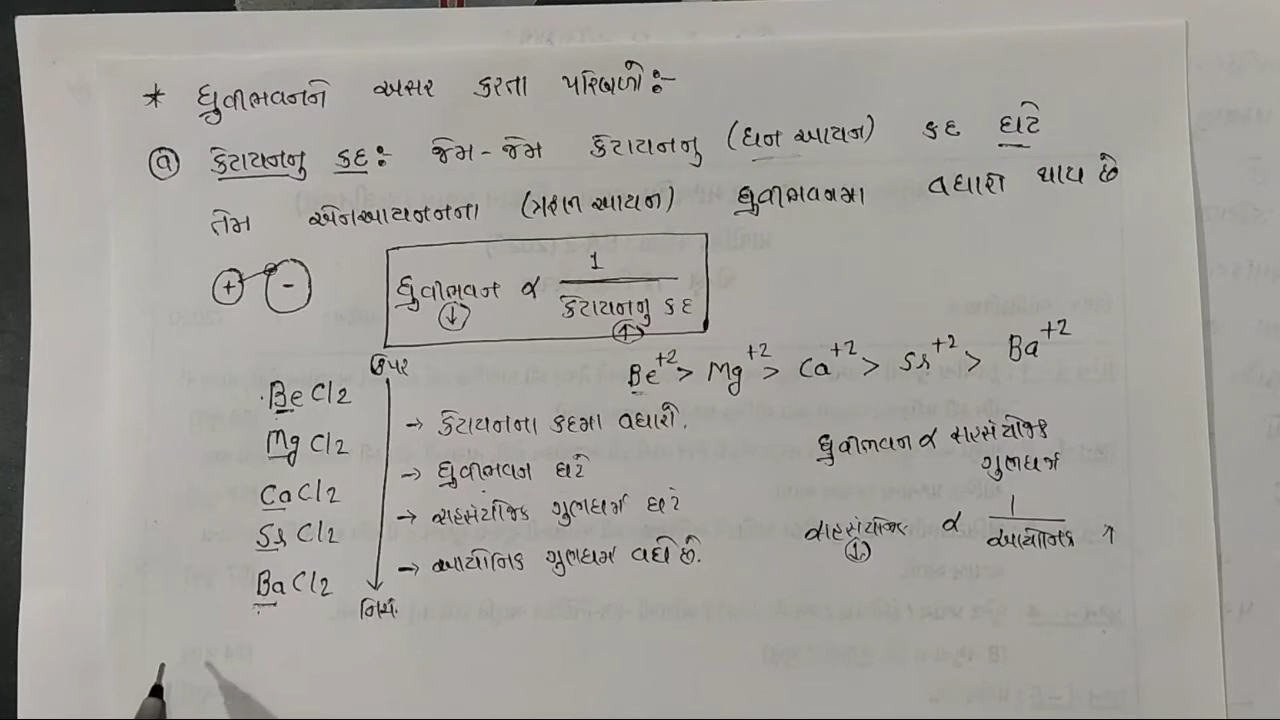 * ધ્રુવીભવનને અસર કરતા પરિબળો :-
(a) કેટાયનનુ કદ : જેમ-જેમ કેટાયનનુ (ધન આયન) કદ ઘટે
તેમ એનઆયનનના (ઋણ આયન) ધ્રુવીભવનમા વધારો થાય છે
+ -
ધ્રુવીભવન ∝ 1 / કેટાયનનુ કદ
↓ ↑
Be+2 > Mg+2 > Ca+2 > Sr+2 > Ba+2
ઉપર
BeCl2
MgCl2
CaCl2
SrCl2
BaCl2
નીચે
→ કેટાયનના કદમા વધારો.
→ ધ્રુવીભવન ઘટે
→ સહસંયોજક ગુણધર્મ ઘટે
→ આયોનિક ગુણધર્મ વધે છે.
ધ્રુવીભવન ∝ સહસંયોજક
ગુણધર્મ
સહસંયોજક ∝ 1 / આયોનિક ↑
↓